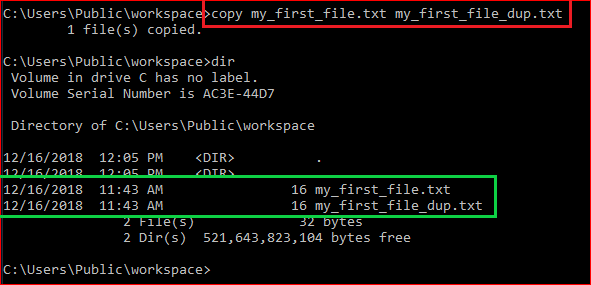 C:\Users\Public\workspace>copy my_first_file.txt my_first_file_dup.txt
        1 file(s) copied.
C:\Users\Public\workspace>dir
 Volume in drive C has no label.
 Volume Serial Number is AC3E-44D7
 Directory of C:\Users\Public\workspace
12/16/2018  12:05 PM    <DIR>          .
12/16/2018  12:05 PM    <DIR>
12/16/2018  11:43 AM                16 my_first_file.txt
12/16/2018  11:43 AM                16 my_first_file_dup.txt
               2 File(s)             32 bytes
               2 Dir(s)  521,643,823,104 bytes free
C:\Users\Public\workspace>